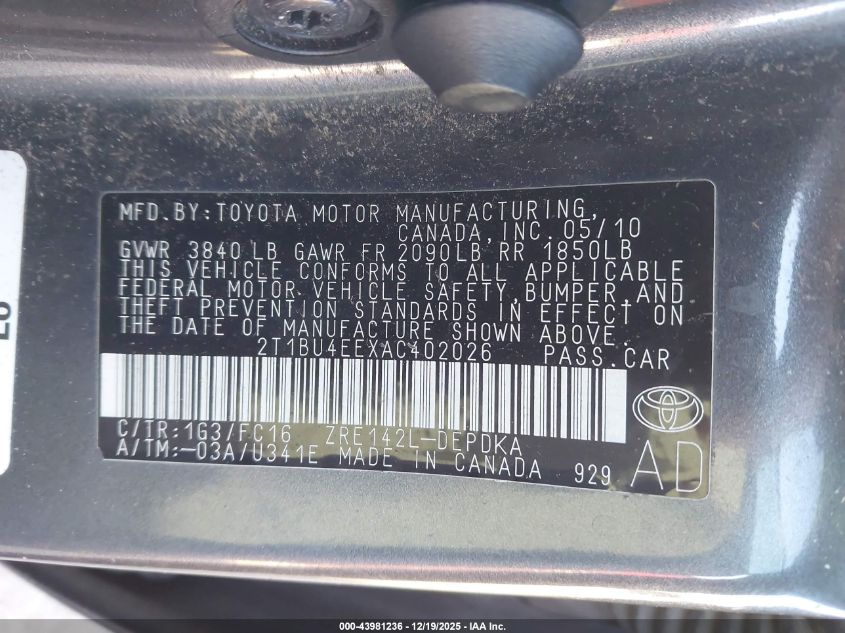 MFD.BY:TOYOTA MOTOR MANUFACTURING,
CANADA,INC. 05/10
GVWR 3840 LB GAWR FR 2090LB RR 1850LB
THIS VEHICLE CONFORMS TO ALL APPLICABLE
FEDERAL MOTOR VEHICLE SAFETY,BUMPER,AND
THEFT PREVENTION STANDARDS IN EFFECT ON
THE DATE OF MANUFACTURE SHOWN ABOVE.
2T1BU4EEXAC402026 PASS.CAR
C/TR:1G3/FC16 ZRE142L-DEPDKA
A/TM:-03A/U341E MADE IN CANADA 929
AD
000-43981236 - 12/19/2025 - IAA Inc.